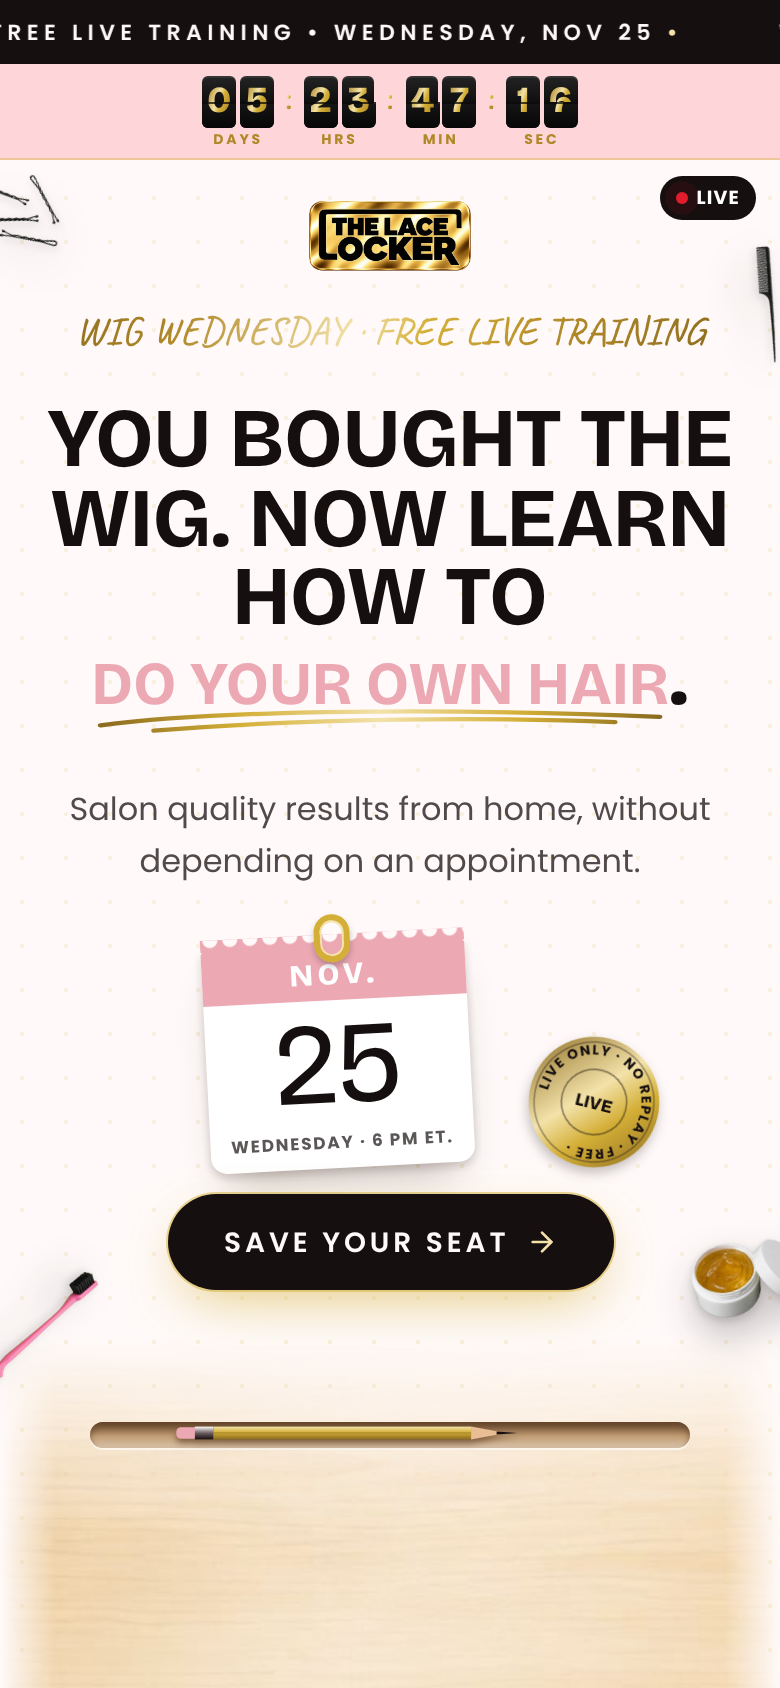 FREE LIVE TRAINING • WEDNESDAY, NOV 25 •
05 : 23 : 47 : 16
DAYS HRS MIN SEC
LIVE
THE LACE
LOCKER
WIG WEDNESDAY · FREE LIVE TRAINING
YOU BOUGHT THE
WIG. NOW LEARN
HOW TO
DO YOUR OWN HAIR.
Salon quality results from home, without
depending on an appointment.
NOV.
25
WEDNESDAY · 6 PM ET.
LIVE ONLY · NO REPLAY · FREE ·
LIVE
SAVE YOUR SEAT →